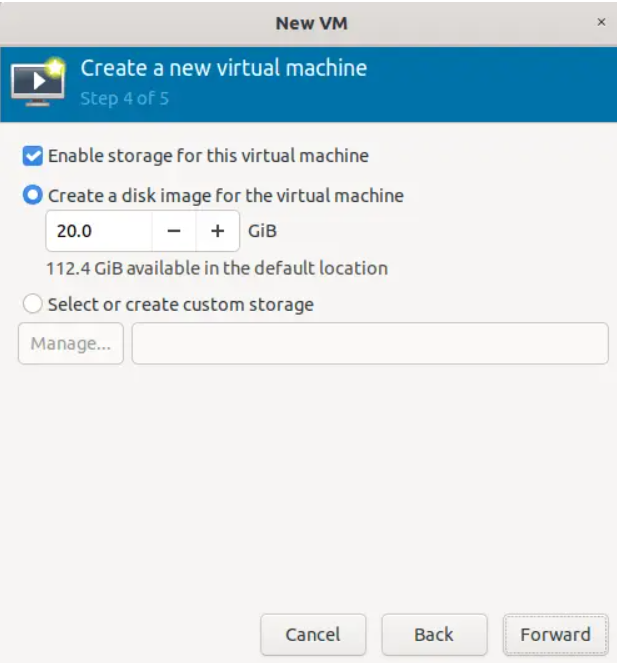 New VM
×
Create a new virtual machine
Step 4 of 5
Enable storage for this virtual machine
Create a disk image for the virtual machine
20.0 − + GiB
112.4 GiB available in the default location
Select or create custom storage
Manage...
Cancel Back Forward